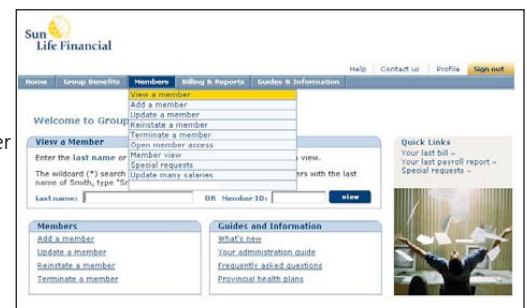 Sun
Life Financial
Help Contact us Profile Sign out
Home Group Benefits Members Billing & Reports Guides & Information
View a member
Add a member
Update a member
Reinstate a member
Terminate a member
Open member access
Member view
Special requests
Update many salaries
Welcome to Group
er
View a Member
Enter the last name or view.
The wildcard (*) search ers with the last
name of Smith, type "Sm
Last name: OR Member ID: view
Quick Links
Your last bill
Your last payroll report
Special requests
Members
Add a member
Update a member
Reinstate a member
Terminate a member
Guides and Information
What's new
Your administration guide
Frequently asked questions
Provincial health plans